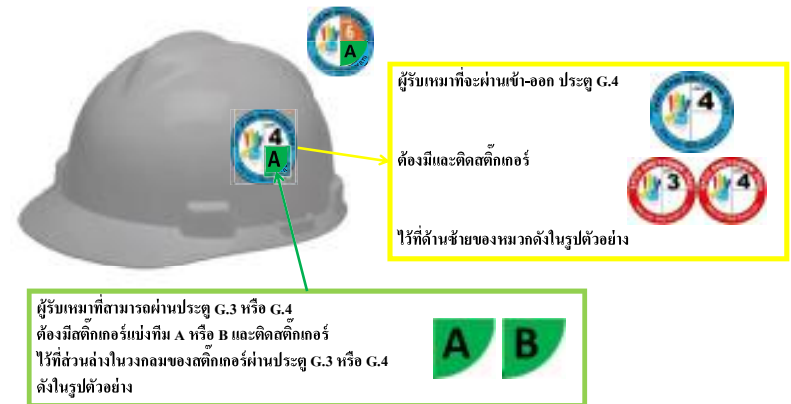 6
A
4
A
ผู้รับเหมาที่จะผ่านเข้า-ออก ประตู G.4
4
ต้องมีและติดสติ๊กเกอร์
3
4
ไว้ที่ด้านซ้ายของหมวกดังในรูปตัวอย่าง
ผู้รับเหมาที่สามารถผ่านประตู G.3 หรือ G.4
ต้องมีสติ๊กเกอร์แบ่งทีม A หรือ B และติดสติ๊กเกอร์
ไว้ที่ส่วนล่างในวงกลมของสติ๊กเกอร์ผ่านประตู G.3 หรือ G.4
ดังในรูปตัวอย่าง
A
B